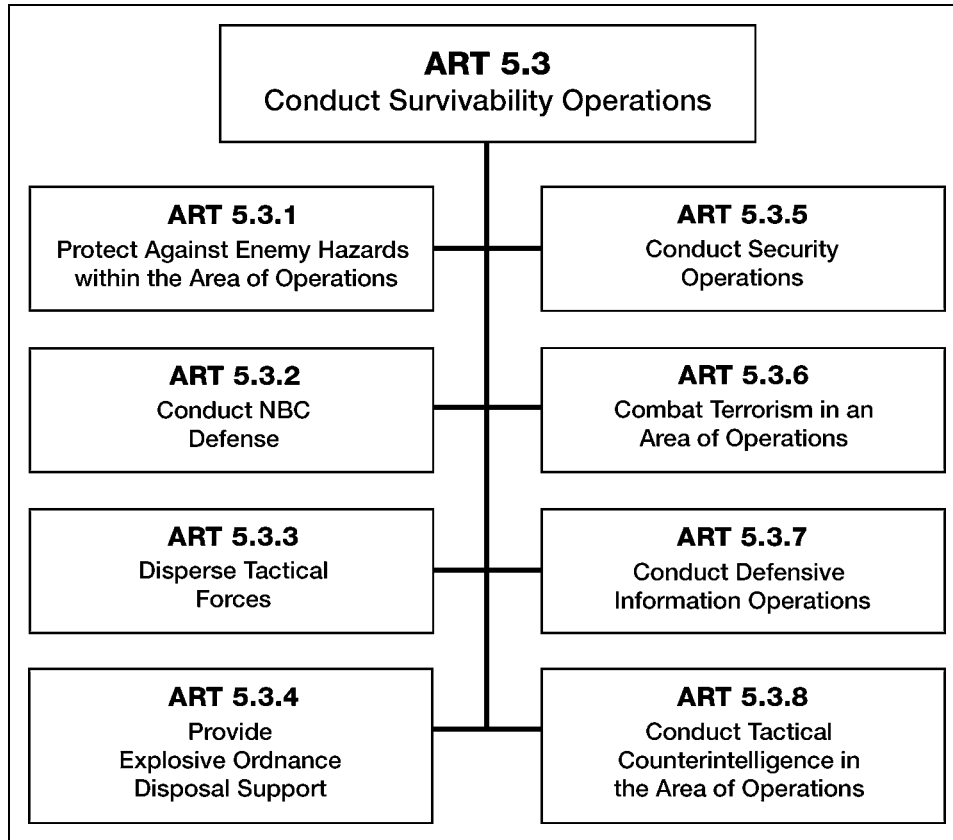 ART 5.3
Conduct Survivability Operations
ART 5.3.1
Protect Against Enemy Hazards
within the Area of Operations
ART 5.3.2
Conduct NBC
Defense
ART 5.3.3
Disperse Tactical
Forces
ART 5.3.4
Provide
Explosive Ordnance
Disposal Support
ART 5.3.5
Conduct Security
Operations
ART 5.3.6
Combat Terrorism in an
Area of Operations
ART 5.3.7
Conduct Defensive
Information Operations
ART 5.3.8
Conduct Tactical
Counterintelligence in
the Area of Operations